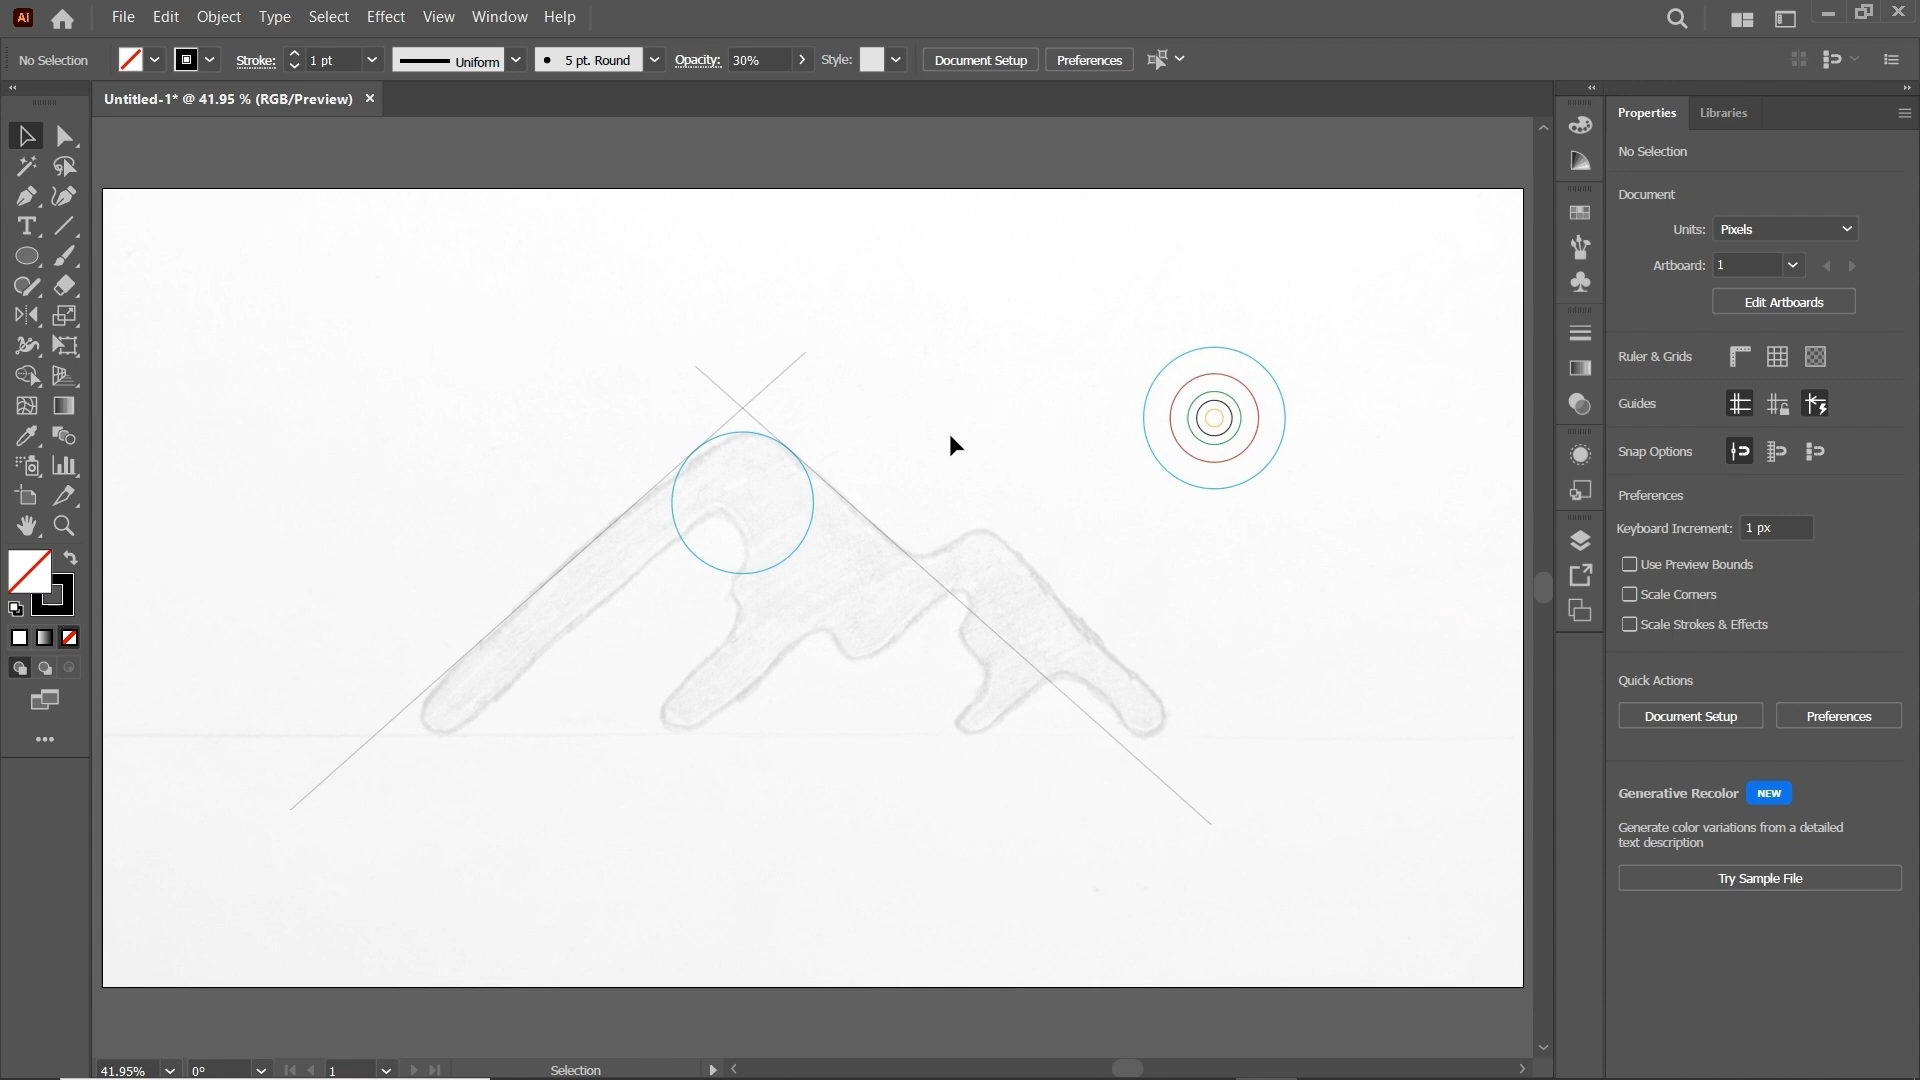 Ai File Edit Object Type Select Effect View Window Help
No Selection Stroke: 1 pt Uniform 5 pt. Round Opacity: 30% Style: Document Setup Preferences
Untitled-1* @ 41.95 % (RGB/Preview)
Properties Libraries
No Selection
Document
Units: Pixels
Artboard: 1
Edit Artboards
Ruler & Grids
Guides
Snap Options
Preferences
Keyboard Increment: 1 px
Use Preview Bounds
Scale Corners
Scale Strokes & Effects
Quick Actions
Document Setup Preferences
Generative Recolor NEW
Generate color variations from a detailed
text description
Try Sample File
41.95% 0° 1 Selection